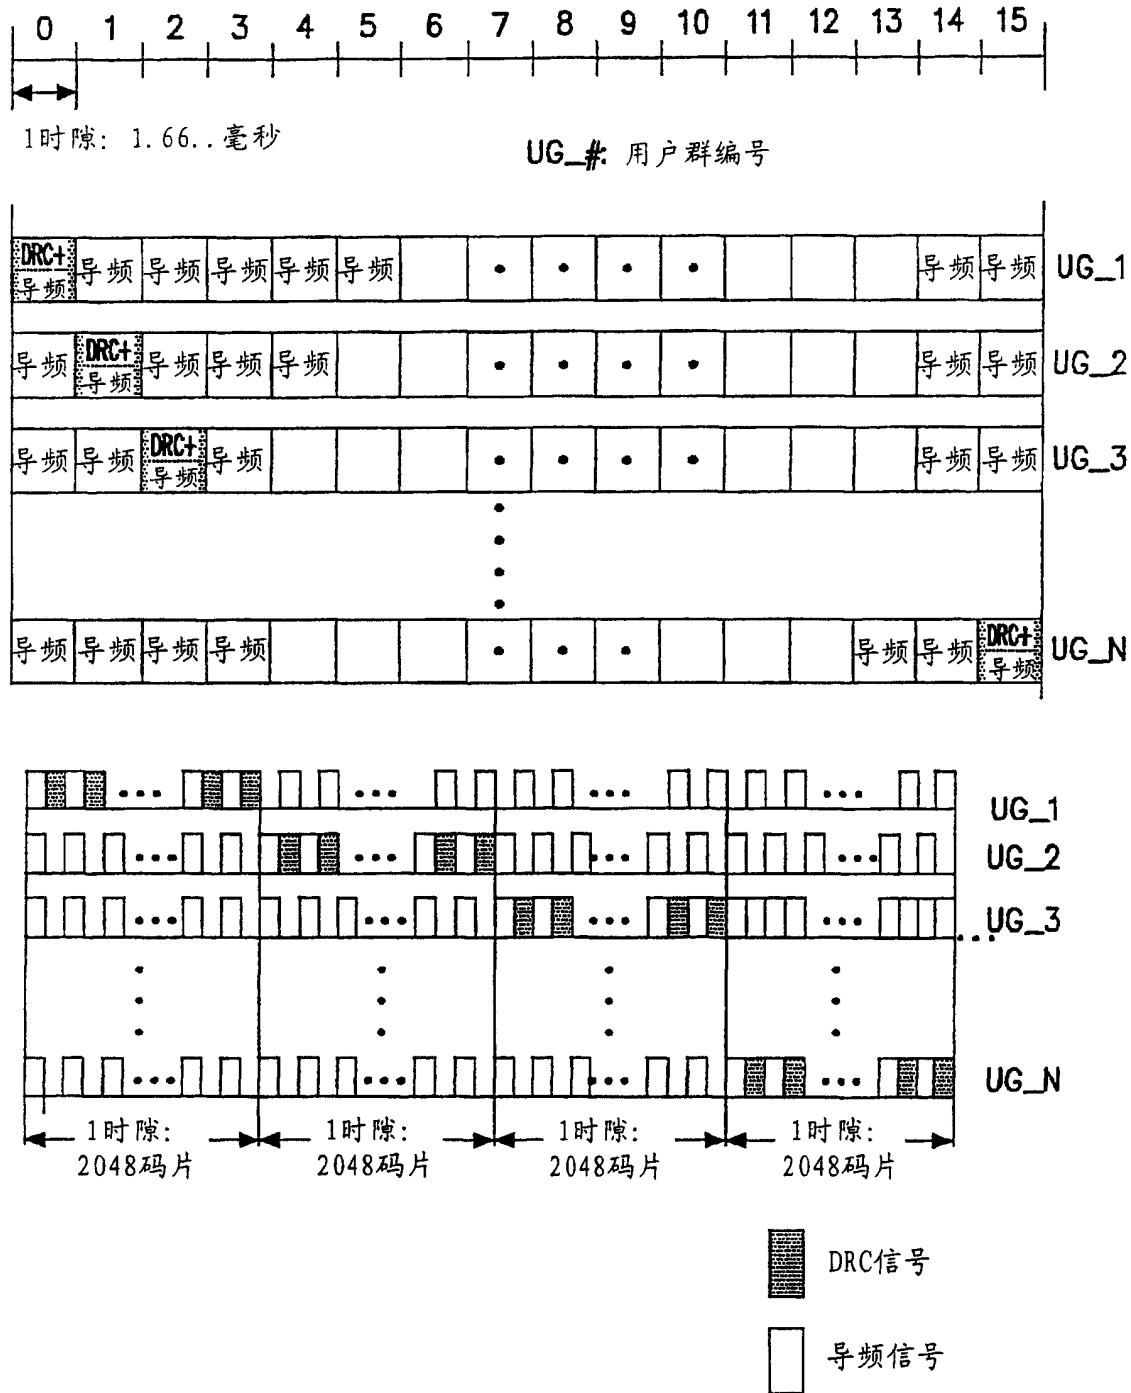 0 1 2 3 4 5 6 7 8 9 10 11 12 13 14 15
1时隙: 1.66..毫秒
UG_#: 用户群编号
DRC+导频 导频 导频 导频 导频 导频 导频 导频 UG_1
导频 DRC+导频 导频 导频 导频 导频 导频 UG_2
导频 导频 DRC+导频 导频 导频 导频 UG_3
导频 导频 导频 导频 导频 导频 DRC+导频 UG_N
UG_1
UG_2
UG_3
UG_N
1时隙: 1时隙: 1时隙: 1时隙:
2048码片 2048码片 2048码片 2048码片
DRC信号
导频信号